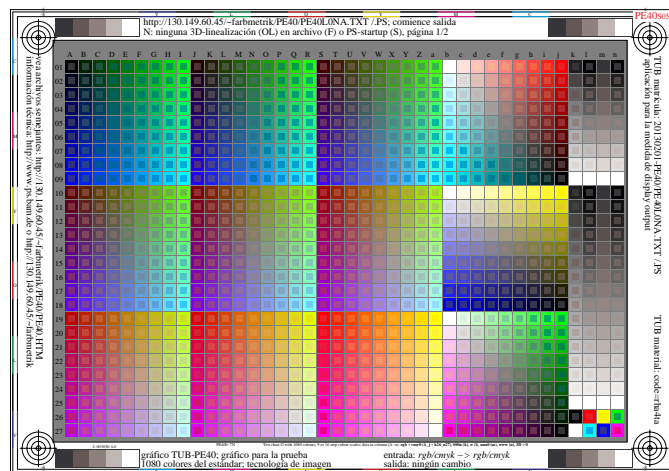 http://130.149.60.45/~farbmetrik/PE40/PE40L0NA.TXT /.PS; comience salida
N: ninguna 3D-linealización (OL) en archivo (F) o PS-startup (S), página 1/2
PE40S0S
A B C D E F G H I J K L M N O P Q R S T U V W X Y Z a b c d e f g h i j k l m n
01
02
03
04
05
06
07
08
09
10
11
12
13
14
15
16
17
18
19
20
21
22
23
24
25
26
27
vea archivos semejantes: http://130.149.60.45/~farbmetrik/PE40/PE40.HTM
información técnica: http://www.ps.bam.de o http://130.149.60.45/~farbmetrik
TUB matrícula: 20130201-PE40/PE40L0NA.TXT /.PS
aplicación para la medida de display output
TUB material: code=rha4ta
gráfico TUB-PE40; gráfico para la prueba
1080 colores del estándar; tecnología de imagen
entrada: rgb/cmyk -> rgb/cmyk
salida: ningún cambio